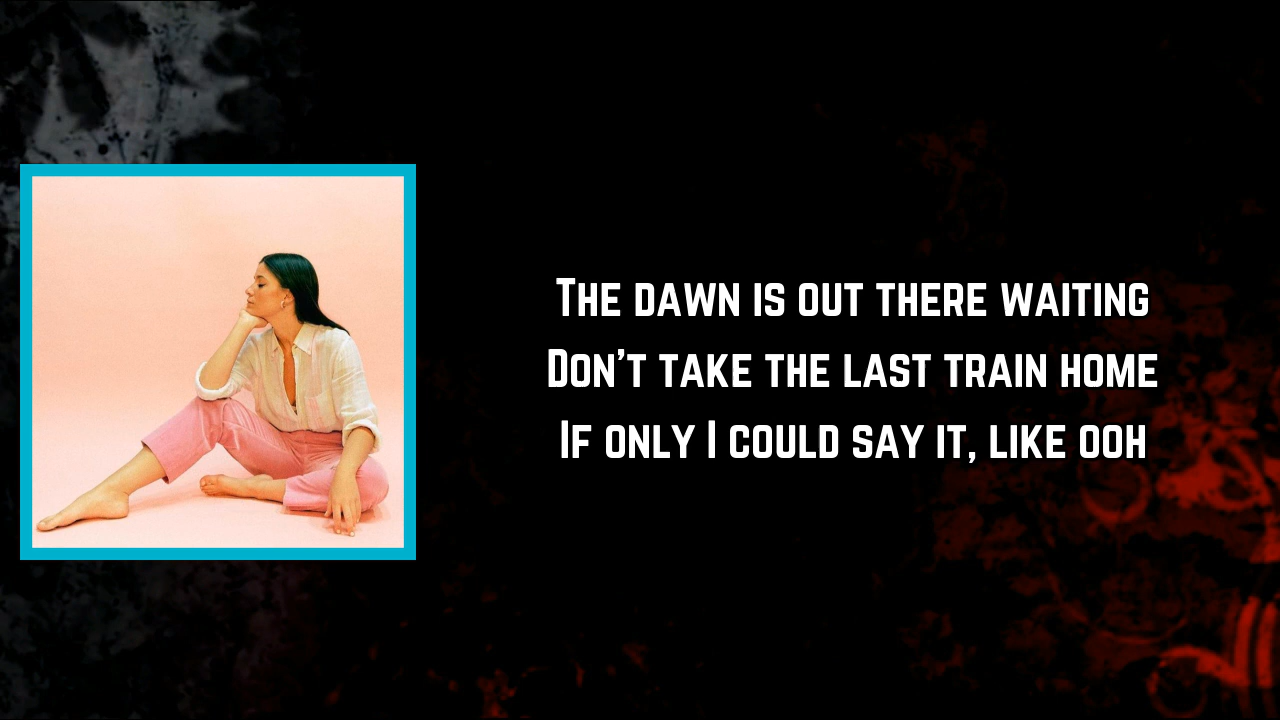 The dawn is out there waiting
Don't take the last train home
If only I could say it, like ooh